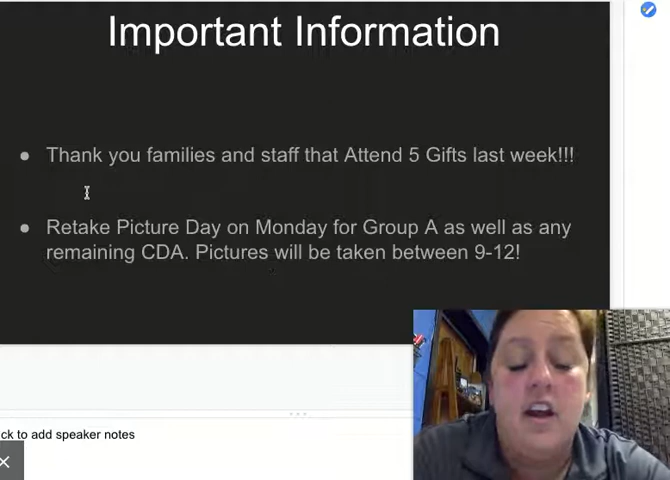 Important Information
● Thank you families and staff that Attend 5 Gifts last week!!!
● Retake Picture Day on Monday for Group A as well as any
remaining CDA. Pictures will be taken between 9-12!
ck to add speaker notes